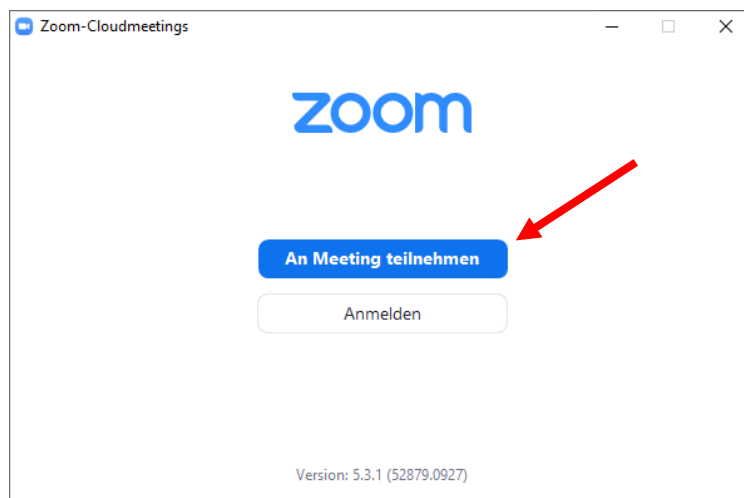 Zoom-Cloudmeetings
zoom
An Meeting teilnehmen
Anmelden
Version: 5.3.1 (52879.0927)